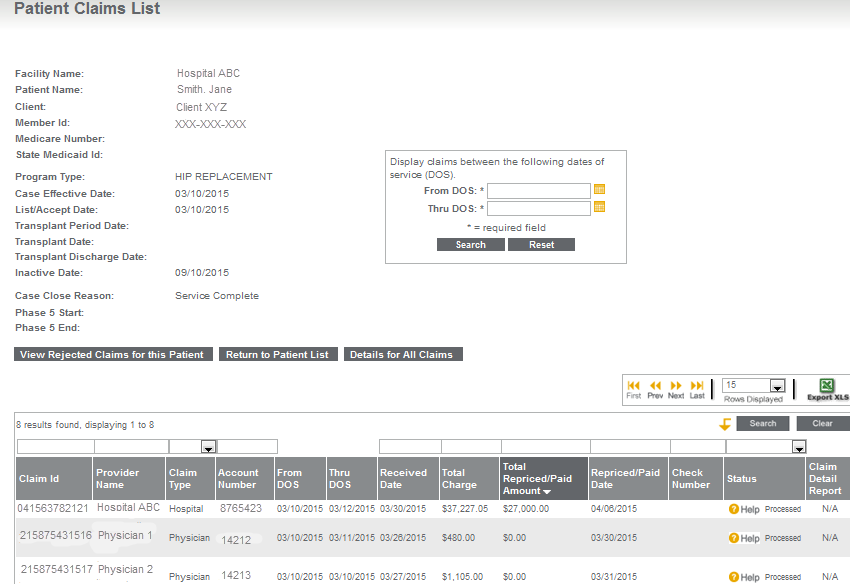 Patient Claims List
Facility Name: Hospital ABC
Patient Name: Smith. Jane
Client: Client XYZ
Member Id: XXX-XXX-XXX
Medicare Number:
State Medicaid Id:
Program Type: HIP REPLACEMENT
Case Effective Date: 03/10/2015
List/Accept Date: 03/10/2015
Transplant Period Date:
Transplant Date:
Transplant Discharge Date:
Inactive Date: 09/10/2015
Case Close Reason: Service Complete
Phase 5 Start:
Phase 5 End:
Display claims between the following dates of
service (DOS).
From DOS: *
Thru DOS: *
* = required field
Search Reset
View Rejected Claims for this Patient Return to Patient List Details for All Claims
15
First Prev Next Last Rows Displayed Export XLS
8 results found, displaying 1 to 8 Search Clear
Claim Id Provider Name Claim Type Account Number From DOS Thru DOS Received Date Total Charge Total Repriced/Paid Amount Repriced/Paid Date Check Number Status Claim Detail Report
041563782121 Hospital ABC Hospital 8765423 03/10/2015 03/12/2015 03/30/2015 $37,227.05 $27,000.00 04/06/2015 Help Processed N/A
215875431516 Physician 1 Physician 14212 03/10/2015 03/11/2015 03/26/2015 $480.00 $0.00 03/30/2015 Help Processed N/A
215875431517 Physician 2 Physician 14213 03/10/2015 03/10/2015 03/27/2015 $1,105.00 $0.00 03/31/2015 Help Processed N/A